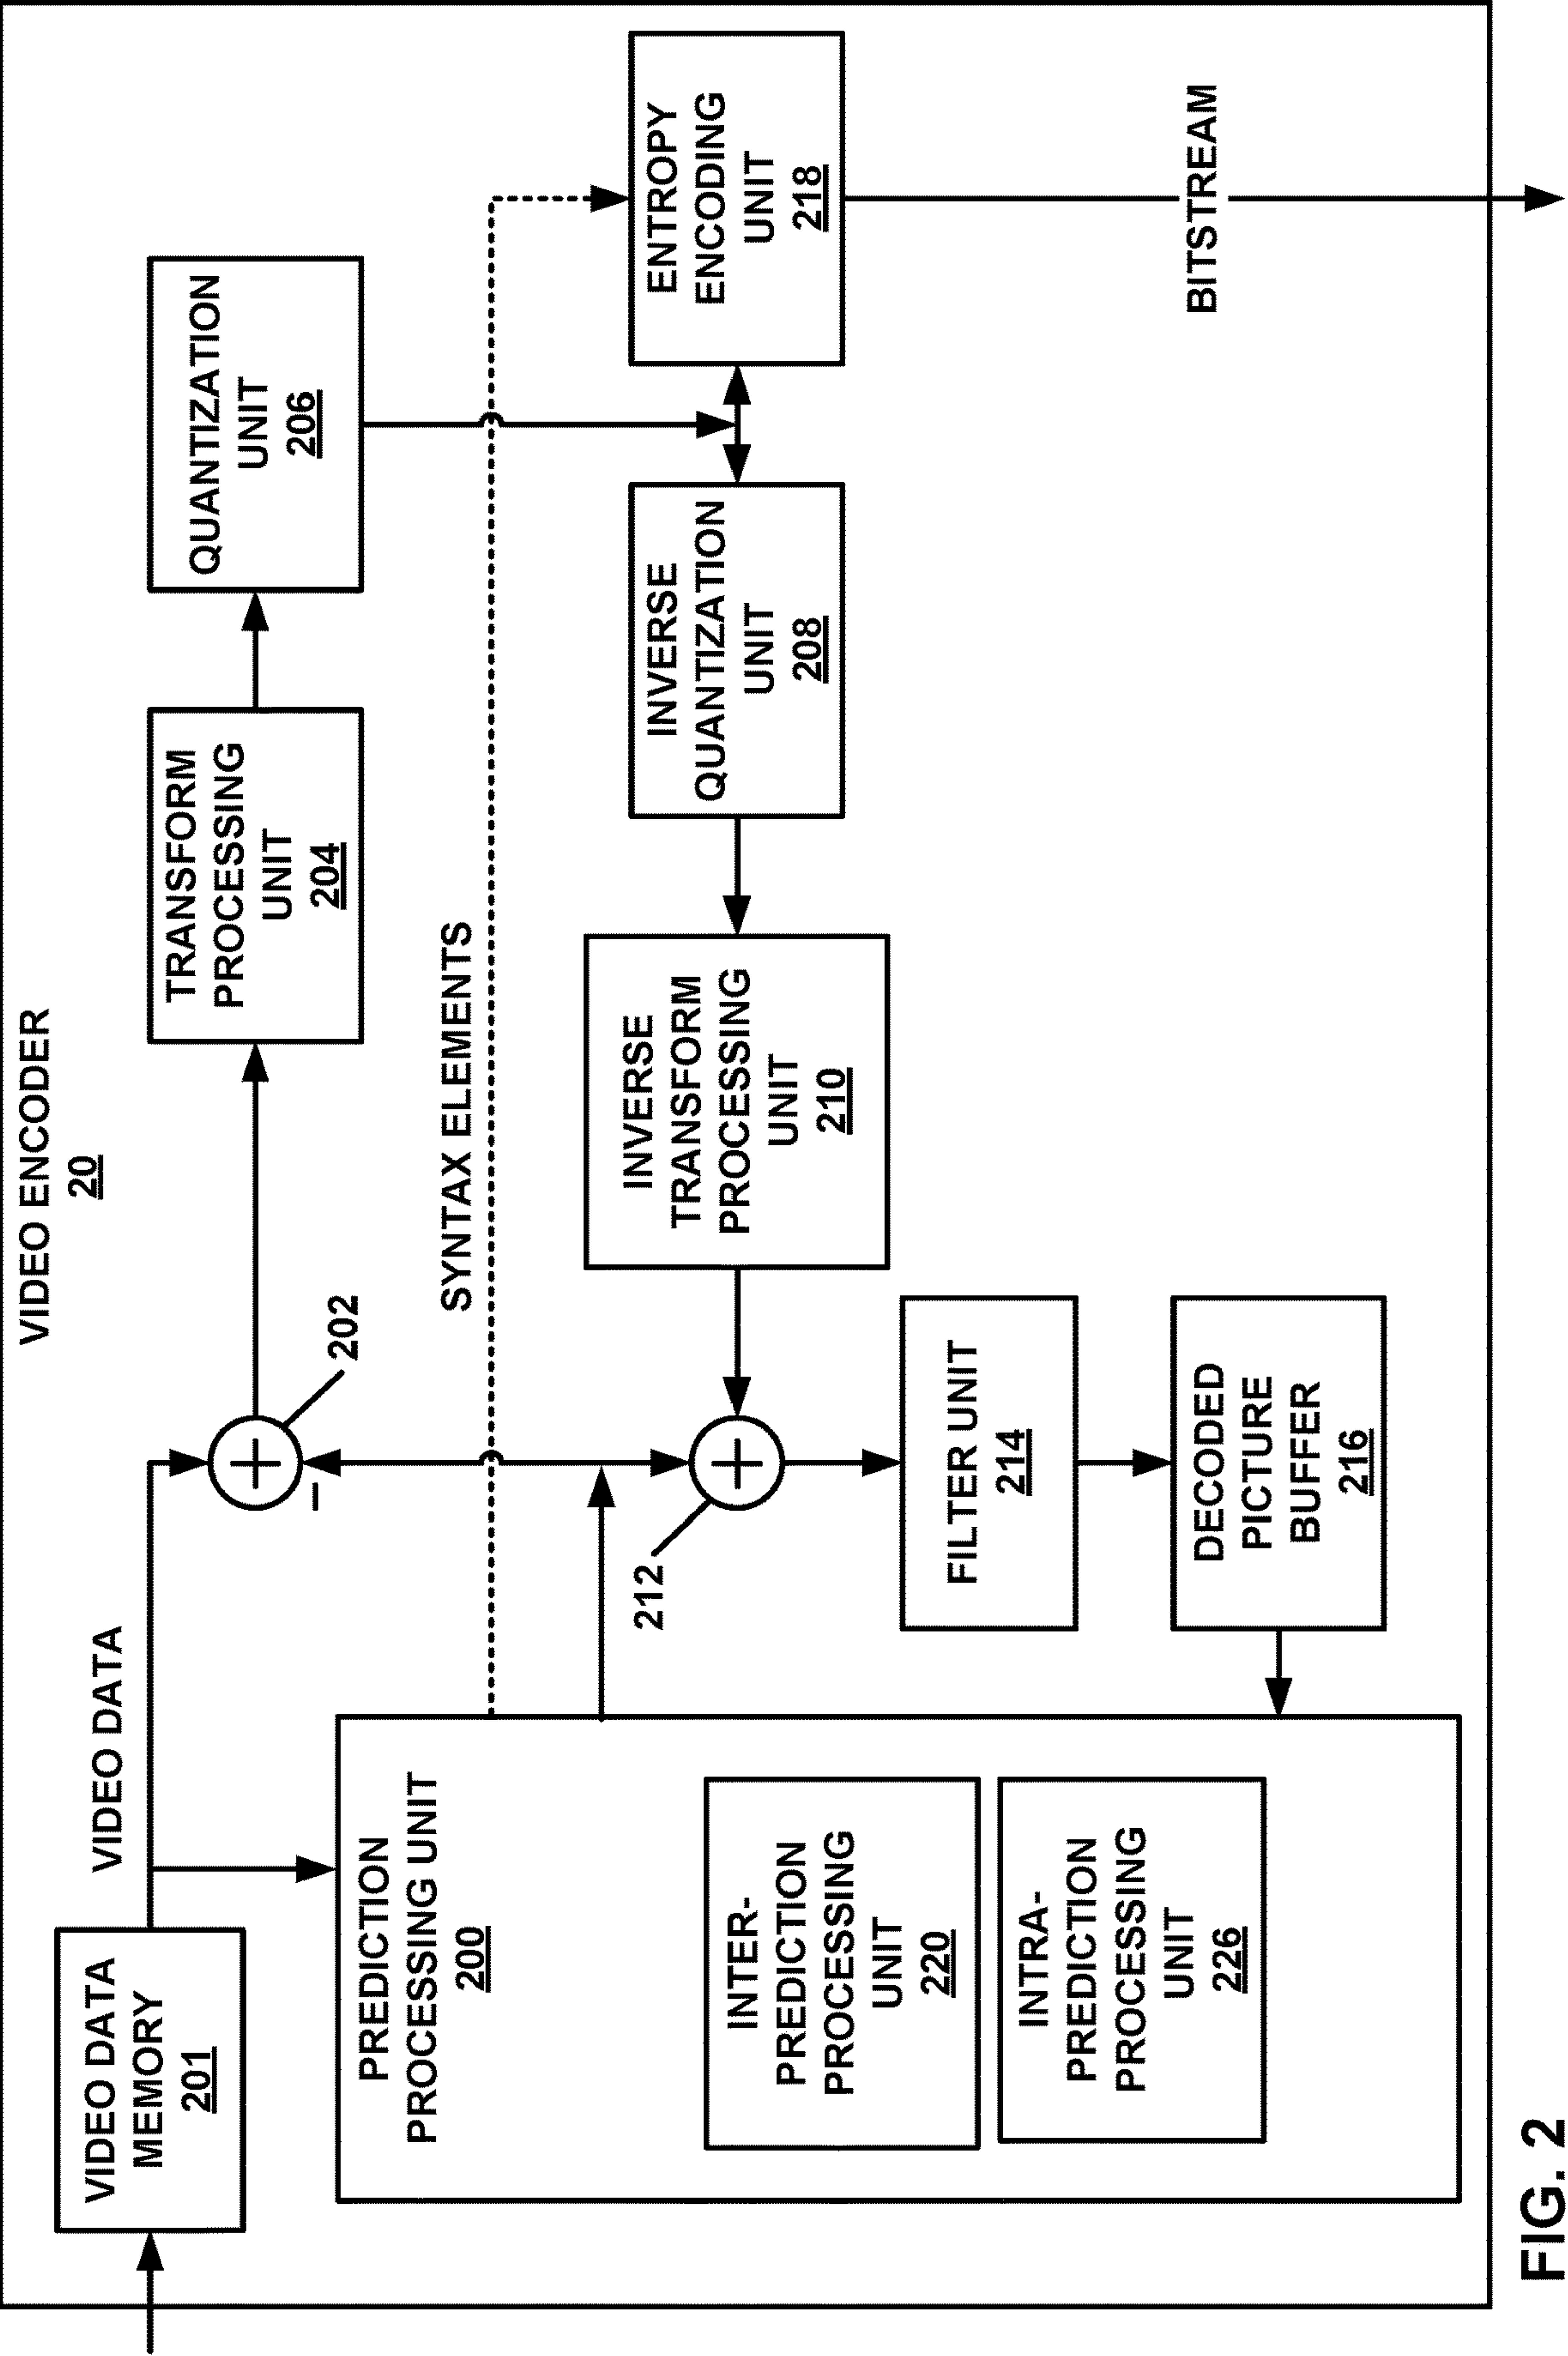 VIDEO ENCODER
20
VIDEO DATA
MEMORY
201
VIDEO DATA
202
TRANSFORM
PROCESSING
UNIT
204
QUANTIZATION
UNIT
206
PREDICTION
PROCESSING UNIT
200
SYNTAX ELEMENTS
INTER-
PREDICTION
PROCESSING
UNIT
220
INTRA-
PREDICTION
PROCESSING
UNIT
226
212
INVERSE
TRANSFORM
PROCESSING
UNIT
210
INVERSE
QUANTIZATION
UNIT
208
ENTROPY
ENCODING
UNIT
218
FILTER UNIT
214
DECODED
PICTURE
BUFFER
216
BITSTREAM
FIG. 2